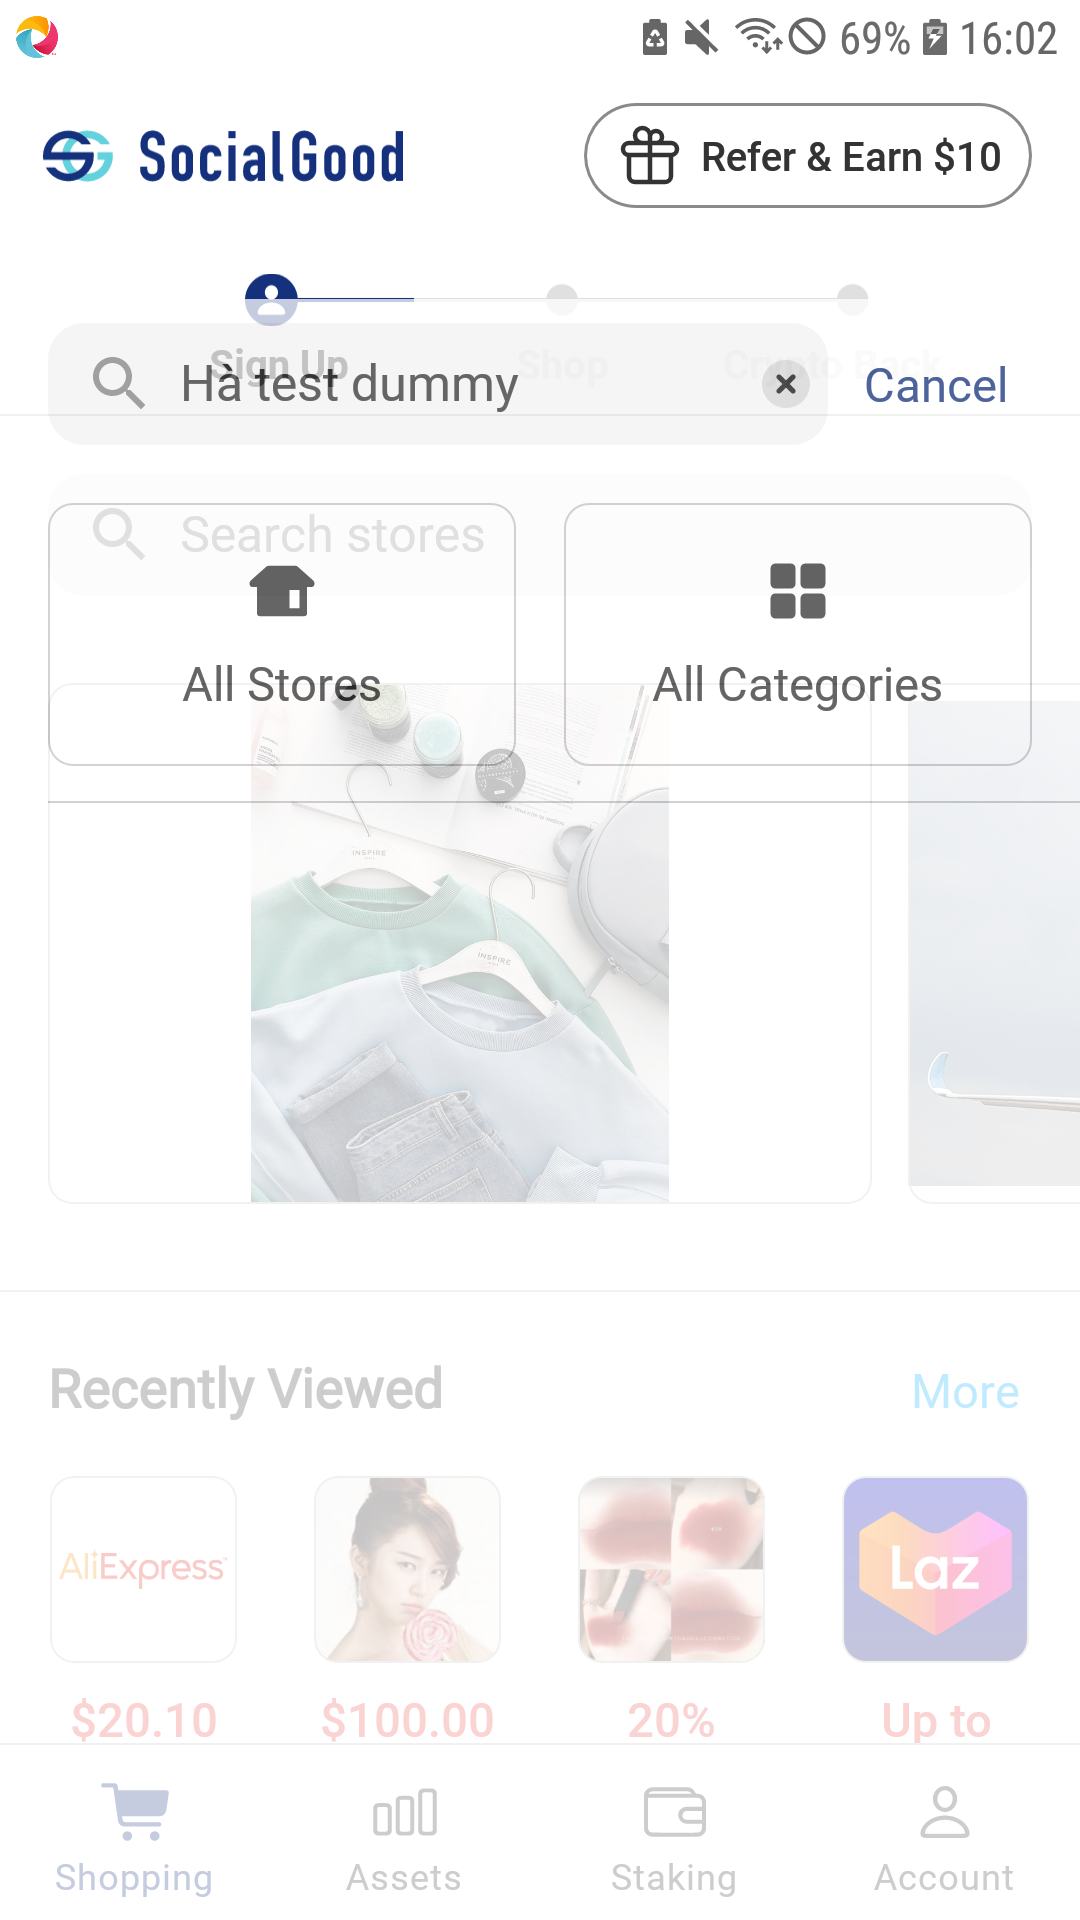 69% 16:02
SocialGood
Refer & Earn $10
Sign Up
Shop
Crypto Back
Hà test dummy
Cancel
Search stores
All Stores
All Categories
INSPIRE
INSPIRE
Recently Viewed
More
AliExpress
Laz
$20.10
$100.00
20%
Up to
Shopping
Assets
Staking
Account